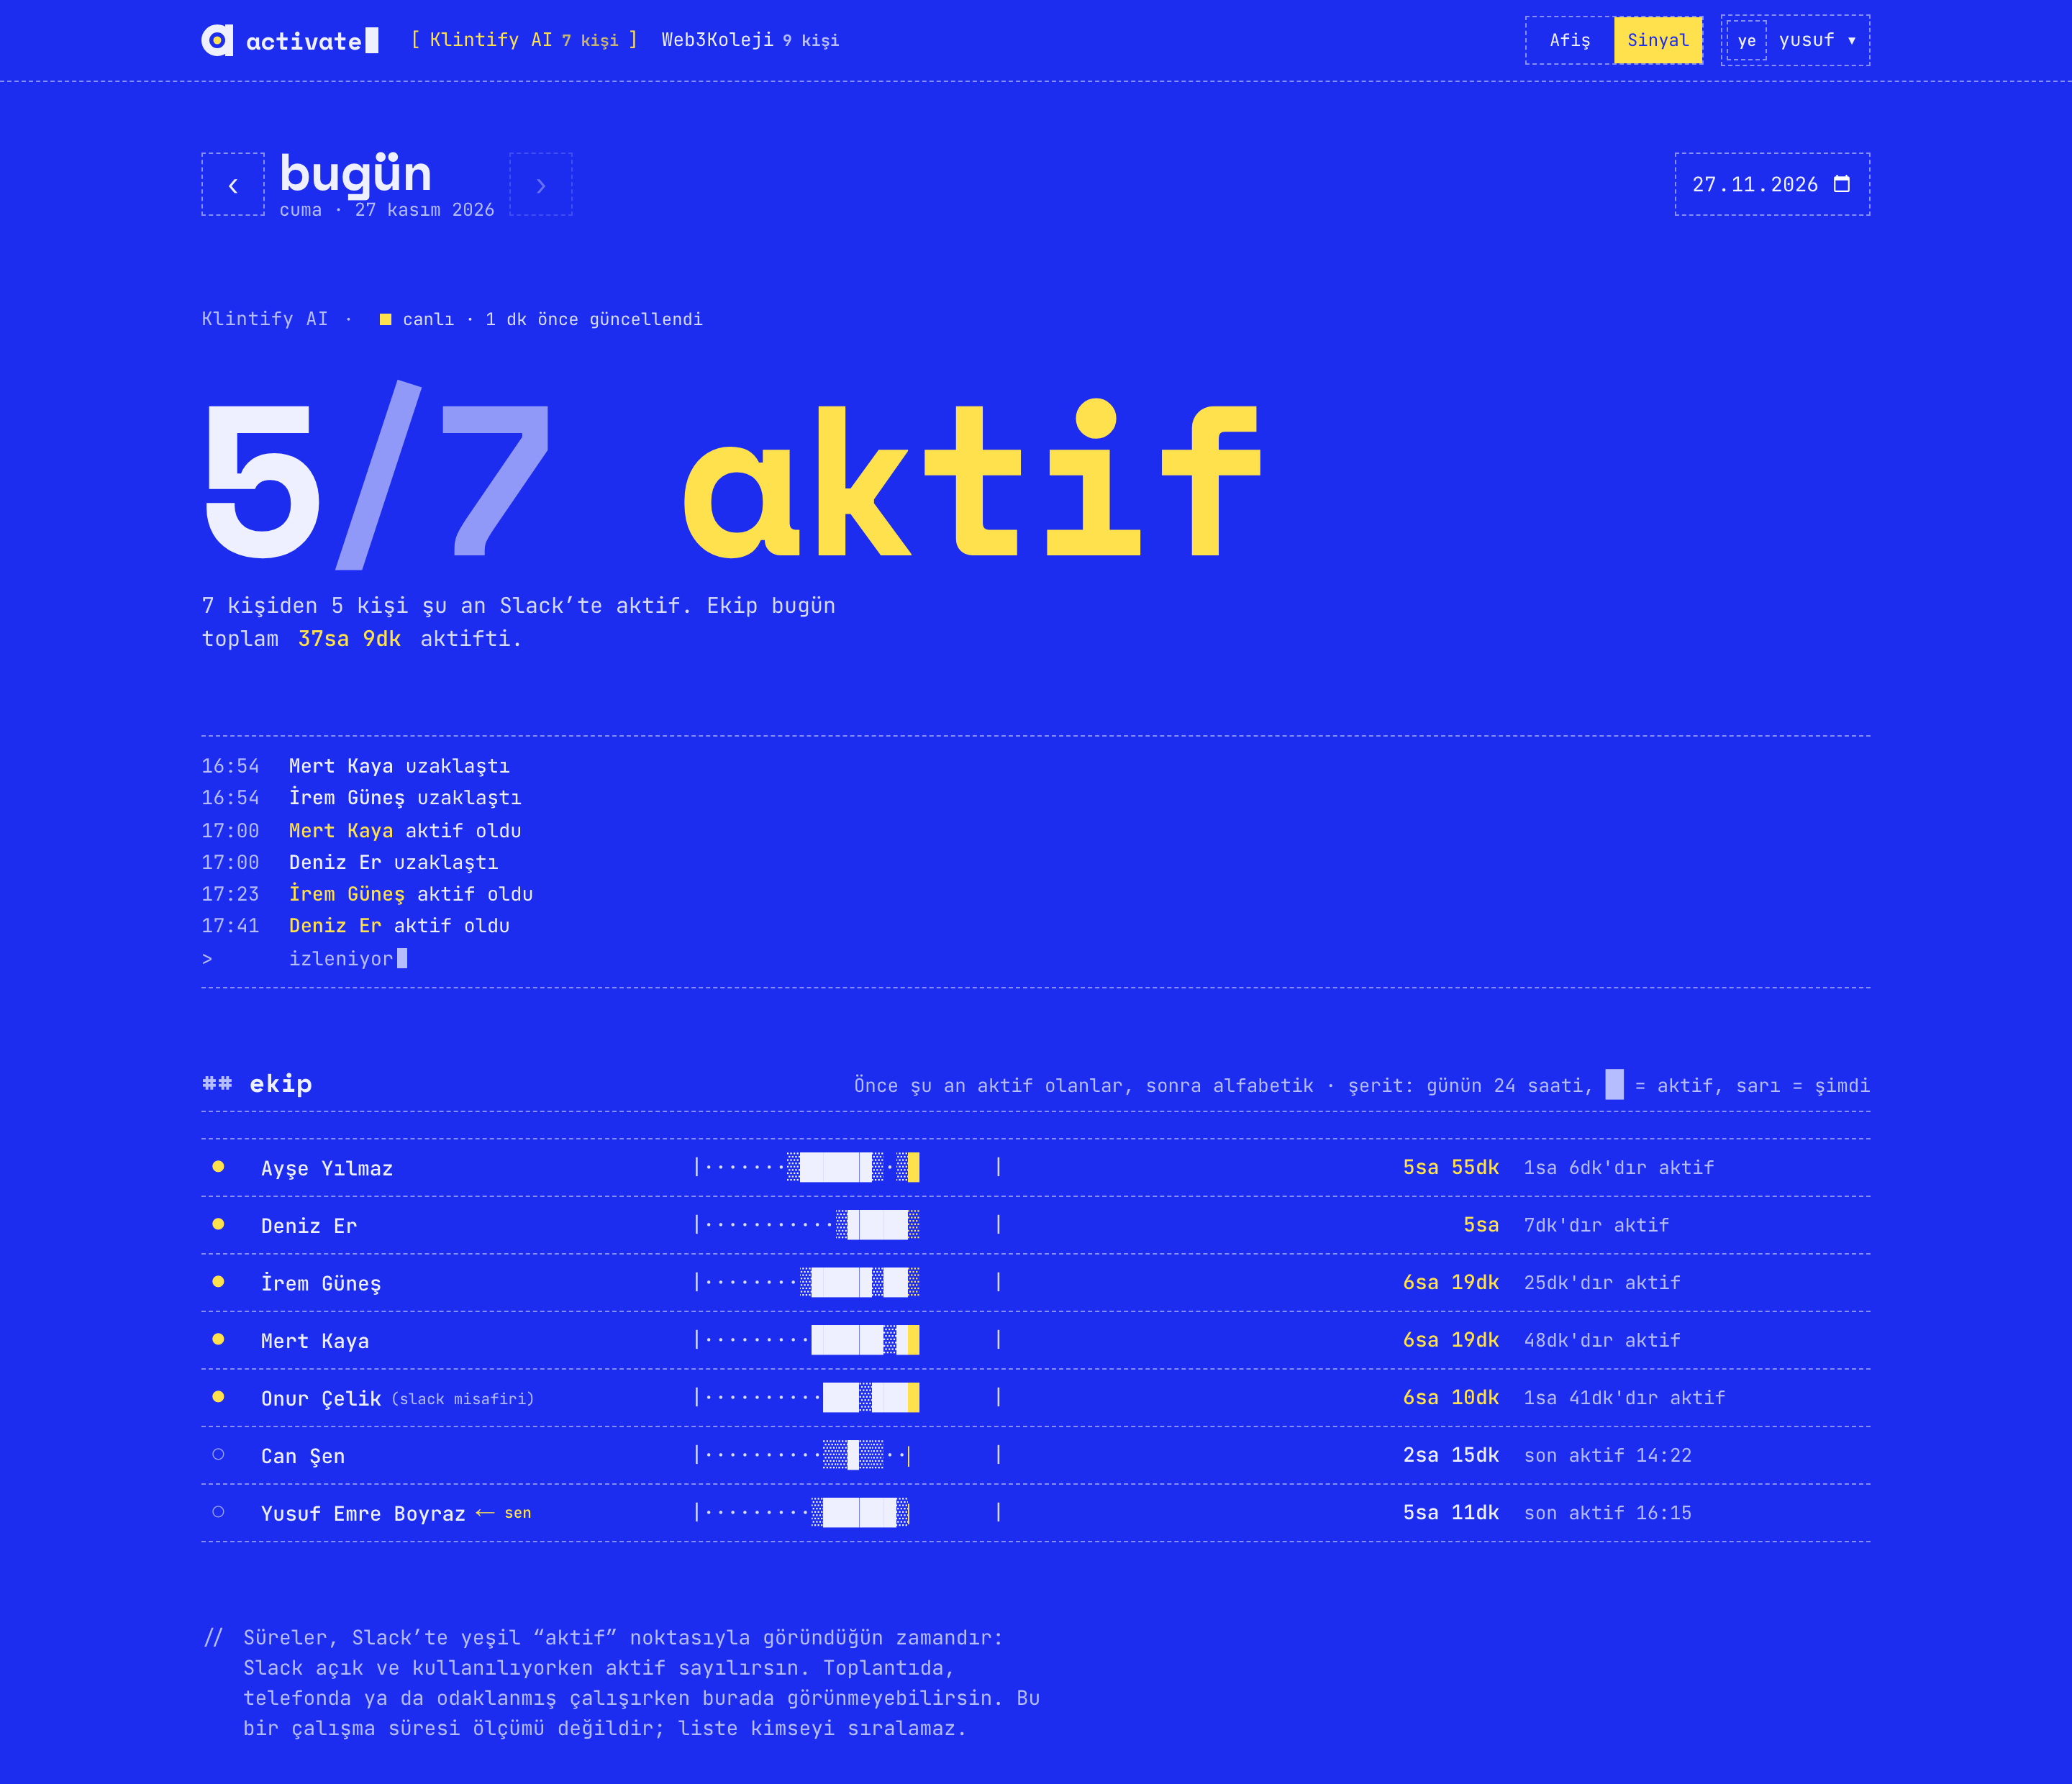 activate [ Klintify AI 7 kişi ] Web3Koleji 9 kişi Afiş Sinyal ye yusuf ▾
‹ bugün ›
cuma · 27 kasım 2026
27.11.2026
Klintify AI · canlı · 1 dk önce güncellendi
5/7 aktif
7 kişiden 5 kişi şu an Slack’te aktif. Ekip bugün
toplam 37sa 9dk aktifti.
16:54 Mert Kaya uzaklaştı
16:54 İrem Güneş uzaklaştı
17:00 Mert Kaya aktif oldu
17:00 Deniz Er uzaklaştı
17:23 İrem Güneş aktif oldu
17:41 Deniz Er aktif oldu
> izleniyor
## ekip
Önce şu an aktif olanlar, sonra alfabetik · şerit: günün 24 saati, █ = aktif, sarı = şimdi
Ayşe Yılmaz 5sa 55dk 1sa 6dk'dır aktif
Deniz Er 5sa 7dk'dır aktif
İrem Güneş 6sa 19dk 25dk'dır aktif
Mert Kaya 6sa 19dk 48dk'dır aktif
Onur Çelik (slack misafiri) 6sa 10dk 1sa 41dk'dır aktif
Can Şen 2sa 15dk son aktif 14:22
Yusuf Emre Boyraz ← sen 5sa 11dk son aktif 16:15
// Süreler, Slack’te yeşil “aktif” noktasıyla göründüğün zamandır:
Slack açık ve kullanılıyorken aktif sayılırsın. Toplantıda,
telefonda ya da odaklanmış çalışırken burada görünmeyebilirsin. Bu
bir çalışma süresi ölçümü değildir; liste kimseyi sıralamaz.